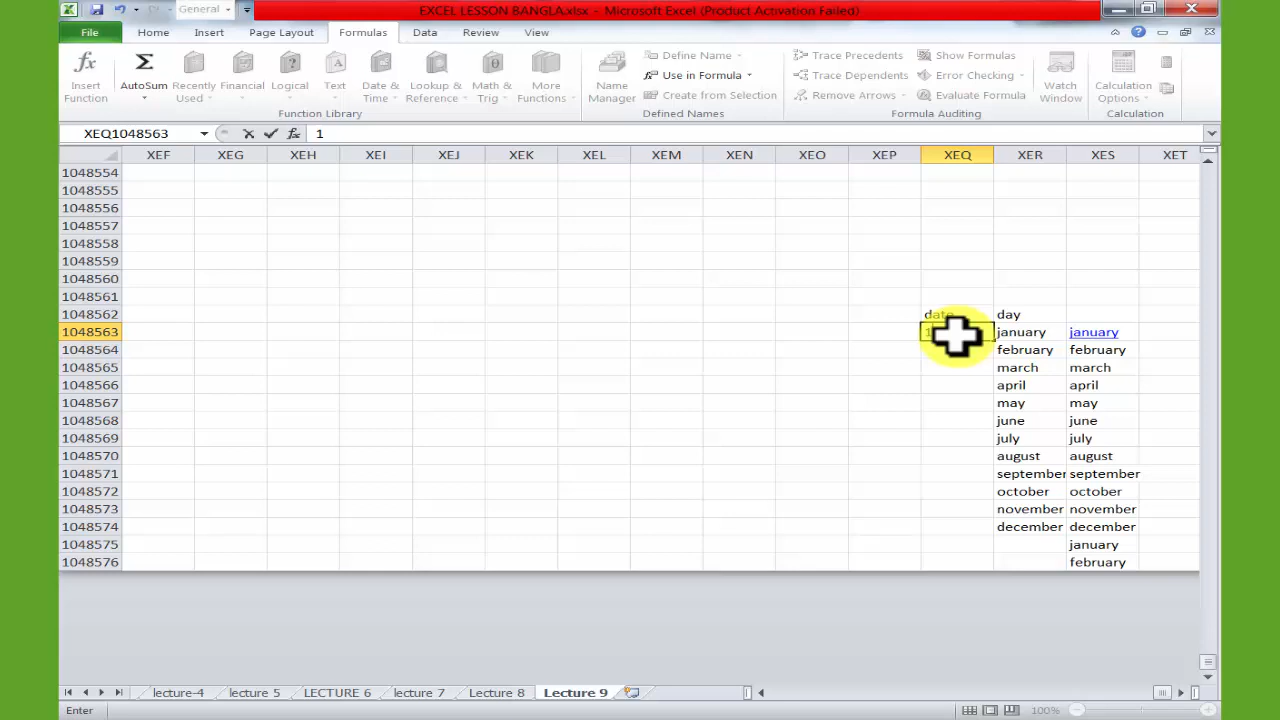 General
EXCEL LESSON BANGLA.xlsx - Microsoft Excel (Product Activation Failed)
File Home Insert Page Layout Formulas Data Review View
Insert Function
AutoSum
Recently Used
Financial
Logical
Text
Date & Time
Lookup & Reference
Math & Trig
More Functions
Function Library
Name Manager
Define Name
Use in Formula
Create from Selection
Defined Names
Trace Precedents
Trace Dependents
Remove Arrows
Show Formulas
Error Checking
Evaluate Formula
Formula Auditing
Watch Window
Calculation Options
Calculation
XEQ1048563 fx 1
XEF XEG XEH XEI XEJ XEK XEL XEM XEN XEO XEP XEQ XER XES XET
1048554
1048555
1048556
1048557
1048558
1048559
1048560
1048561
1048562 date day
1048563 1 january january
1048564 february february
1048565 march march
1048566 april april
1048567 may may
1048568 june june
1048569 july july
1048570 august august
1048571 september september
1048572 october october
1048573 november november
1048574 december december
1048575 january
1048576 february
lecture-4 lecture 5 LECTURE 6 lecture 7 Lecture 8 Lecture 9
Enter 100%